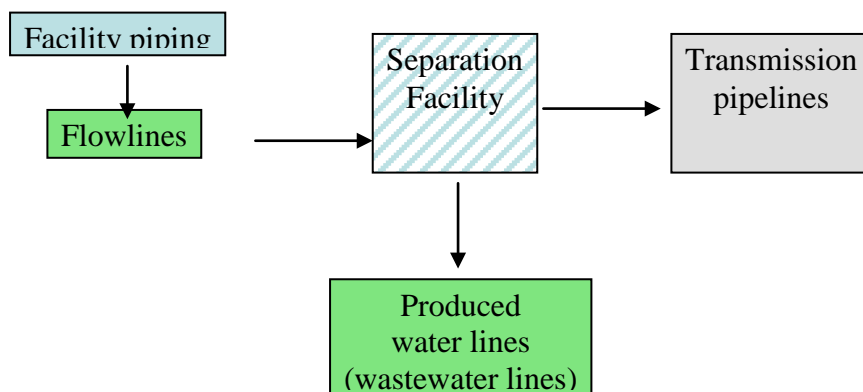 Facility piping
Flowlines
Separation
Facility
Transmission
pipelines
Produced
water lines
(wastewater lines)